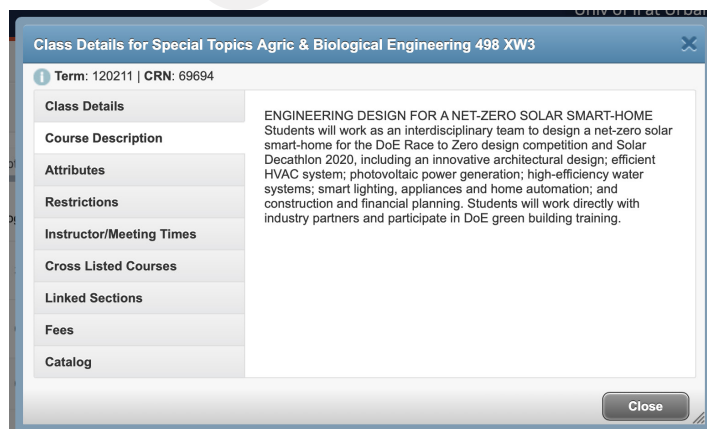 Univ of Il at Urban
Class Details for Special Topics Agric & Biological Engineering 498 XW3
Term: 120211 | CRN: 69694
Class Details
Course Description
Attributes
Restrictions
Instructor/Meeting Times
Cross Listed Courses
Linked Sections
Fees
Catalog
ENGINEERING DESIGN FOR A NET-ZERO SOLAR SMART-HOME
Students will work as an interdisciplinary team to design a net-zero solar
smart-home for the DoE Race to Zero design competition and Solar
Decathlon 2020, including an innovative architectural design; efficient
HVAC system; photovoltaic power generation; high-efficiency water
systems; smart lighting, appliances and home automation; and
construction and financial planning. Students will work directly with
industry partners and participate in DoE green building training.
Close